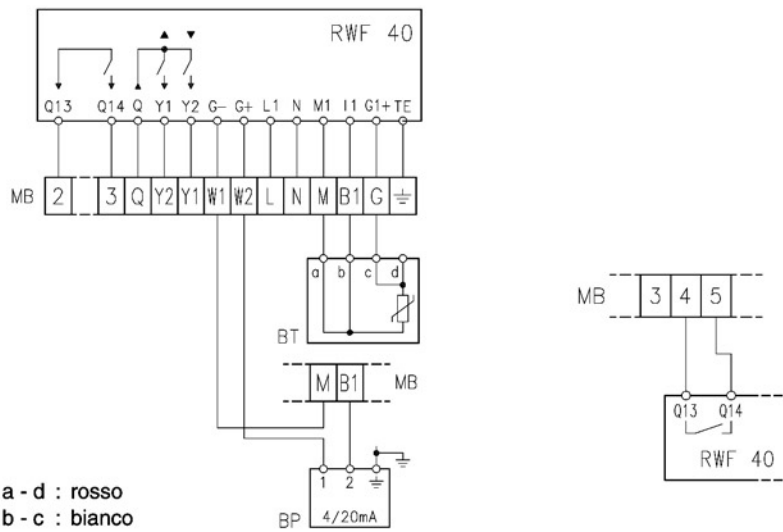 RWF 40
Q13 Q14 Q Y1 Y2 G- G+ L1 N M1 I1 G1+ TE
MB 2 3 Q Y2 Y1 W1 W2 L N M B1 G
a b c d
BT
M B1 MB
1 2
BP 4/20mA
a - d : rosso
b - c : bianco
MB 3 4 5
Q13 Q14
RWF 40